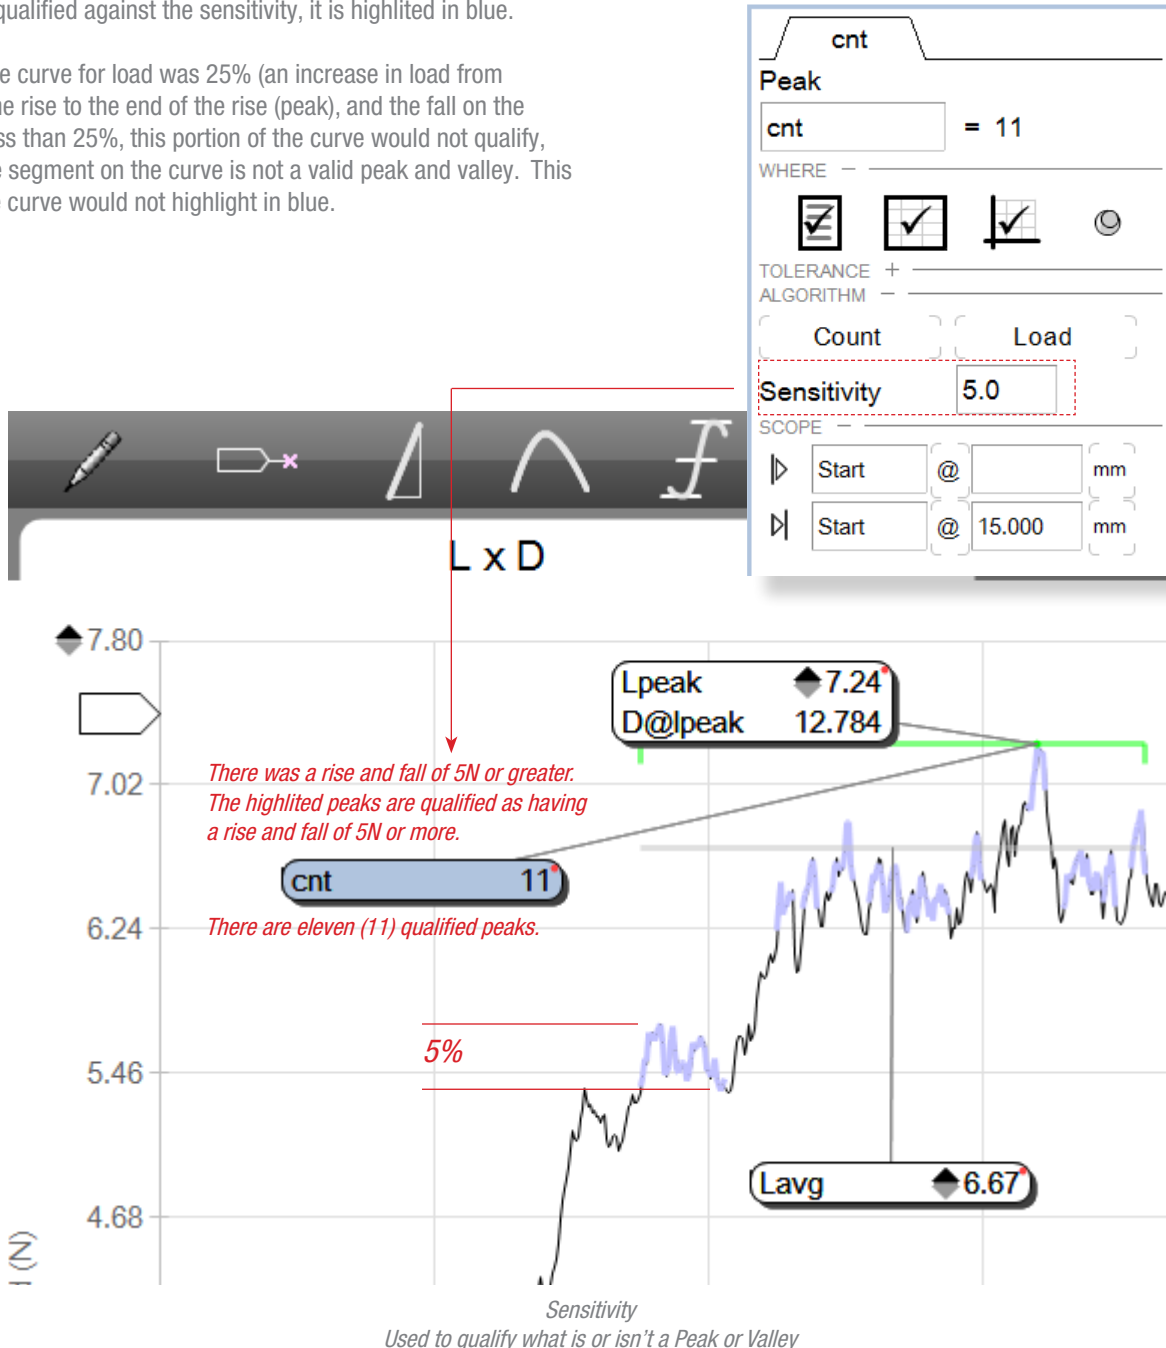 qualified against the sensitivity, it is highlited in blue.
e curve for load was 25% (an increase in load from
he rise to the end of the rise (peak), and the fall on the
ss than 25%, this portion of the curve would not qualify,
e segment on the curve is not a valid peak and valley. This
e curve would not highlight in blue.
cnt
Peak
cnt = 11
WHERE −
TOLERANCE +
ALGORITHM −
Count Load
Sensitivity 5.0
SCOPE −
Start @ mm
Start @ 15.000 mm
L x D
7.80
Lpeak 7.24
D@lpeak 12.784
7.02
There was a rise and fall of 5N or greater.
The highlited peaks are qualified as having
a rise and fall of 5N or more.
cnt 11
6.24
There are eleven (11) qualified peaks.
5%
5.46
Lavg 6.67
4.68
(N)
Sensitivity
Used to qualify what is or isn't a Peak or Valley